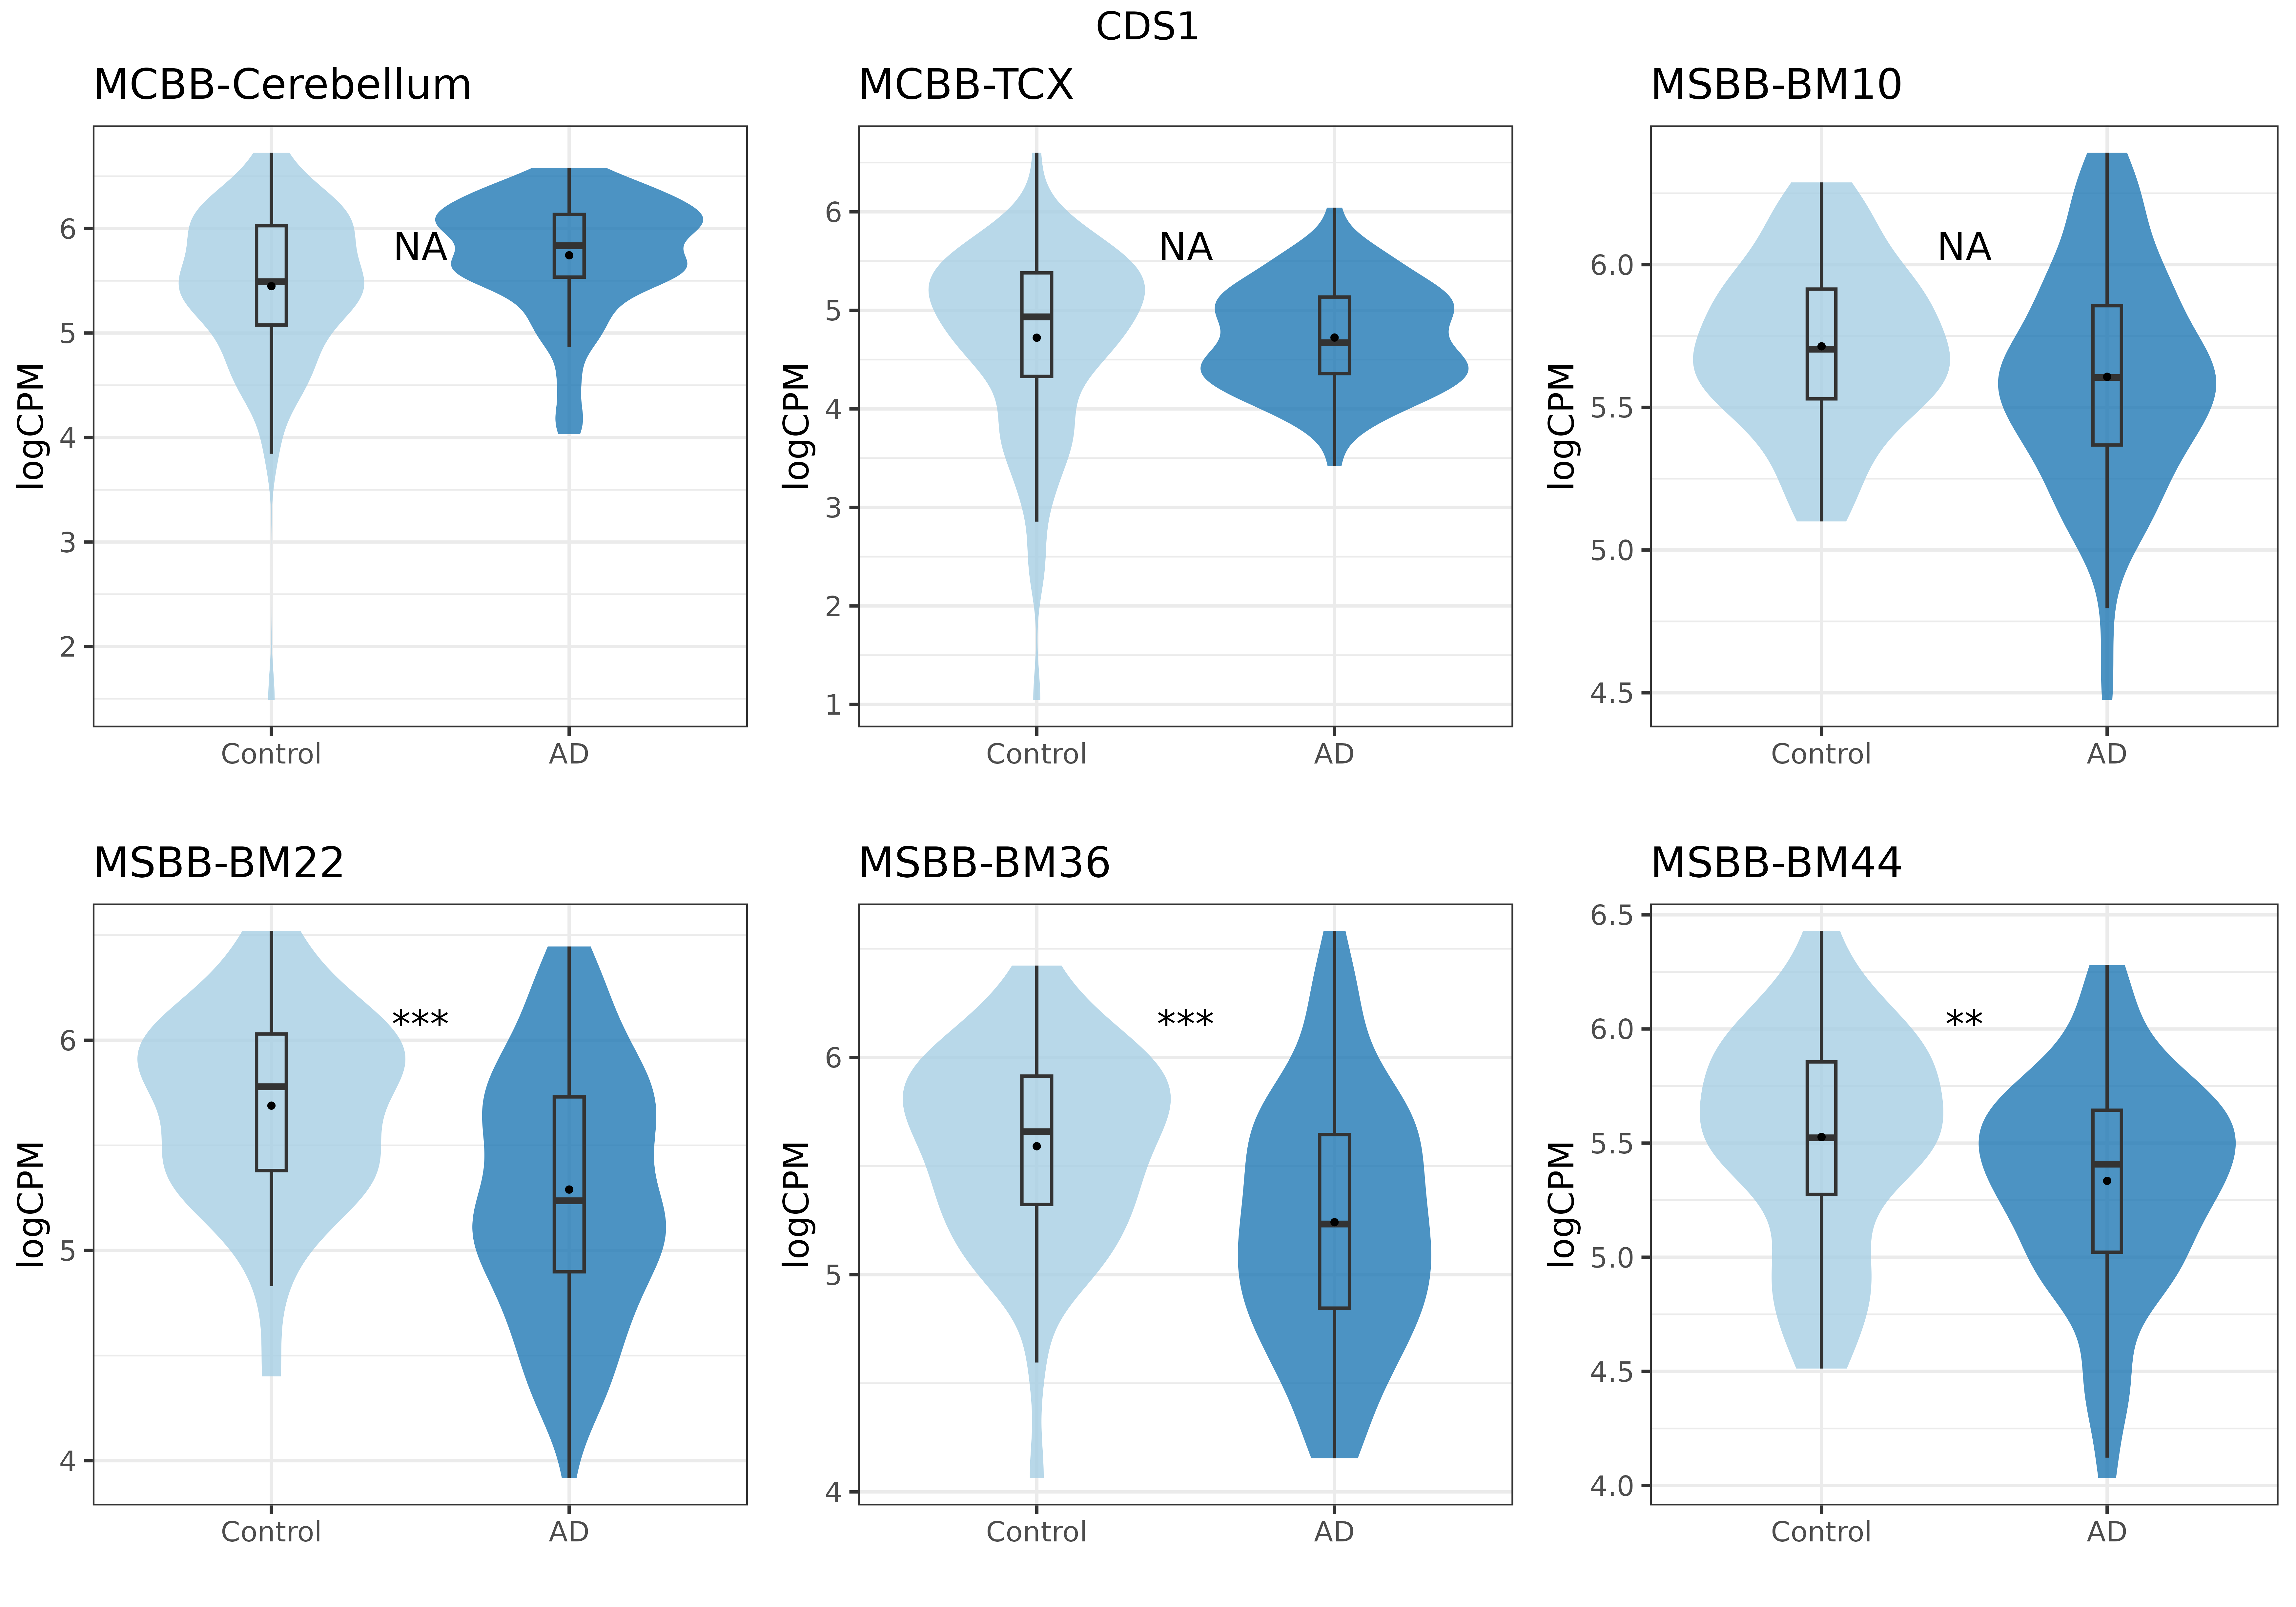 CDS1
MCBB-Cerebellum
MCBB-TCX
MSBB-BM10
logCPM
6
5
4
3
2
NA
Control
AD
logCPM
6
5
4
3
2
1
NA
Control
AD
logCPM
6.0
5.5
5.0
4.5
NA
Control
AD
MSBB-BM22
MSBB-BM36
MSBB-BM44
logCPM
6
5
4
***
Control
AD
logCPM
6
5
4
***
Control
AD
logCPM
6.5
6.0
5.5
5.0
4.5
4.0
**
Control
AD